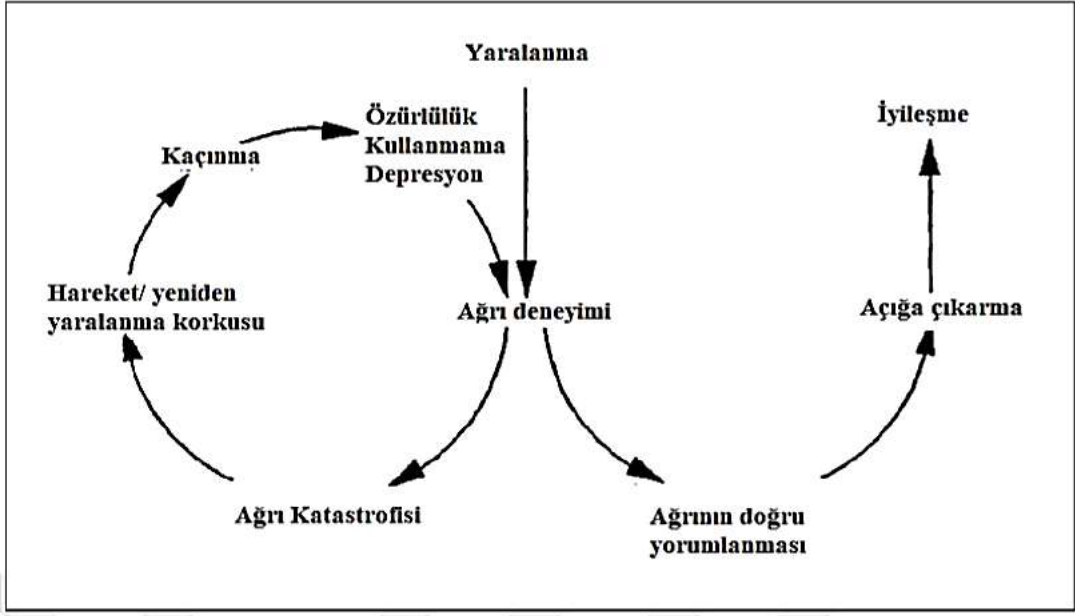 Yaralanma
Özürlülük
Kullanmama
Depresyon
İyileşme
Kaçınma
Hareket/ yeniden
yaralanma korkusu
Ağrı deneyimi
Açığa çıkarma
Ağrı Katastrofisi
Ağrının doğru
yorumlanması